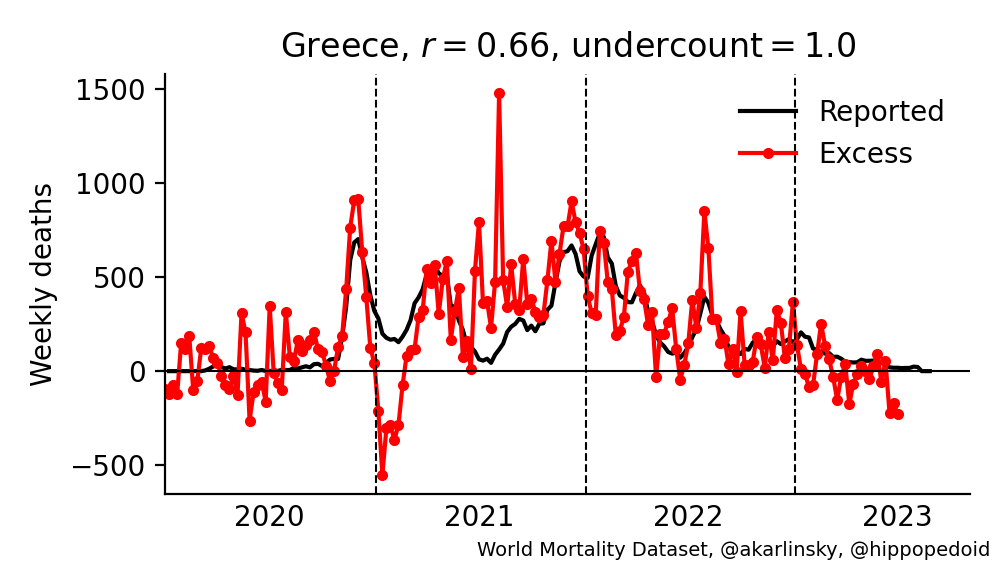 Greece, r = 0.66, undercount = 1.0
Weekly deaths
1500
1000
500
0
−500
Reported
Excess
2020 2021 2022 2023
World Mortality Dataset, @akarlinsky, @hippopedoid